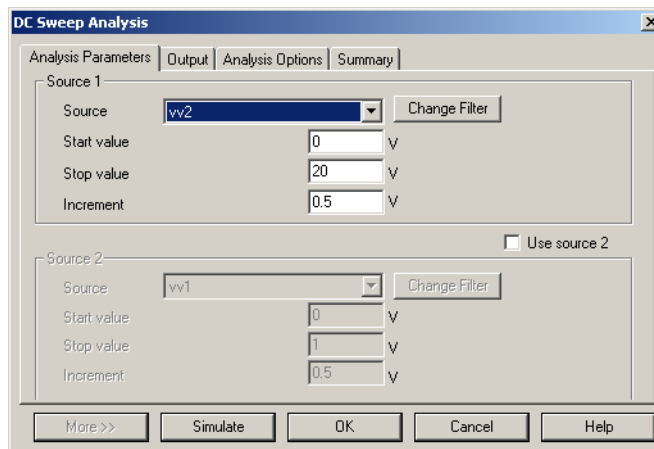 DC Sweep Analysis
Analysis Parameters Output Analysis Options Summary
Source 1
Source vv2 Change Filter
Start value 0 V
Stop value 20 V
Increment 0.5 V
Use source 2
Source 2
Source vv1 Change Filter
Start value 0 V
Stop value 1 V
Increment 0.5 V
More >> Simulate OK Cancel Help